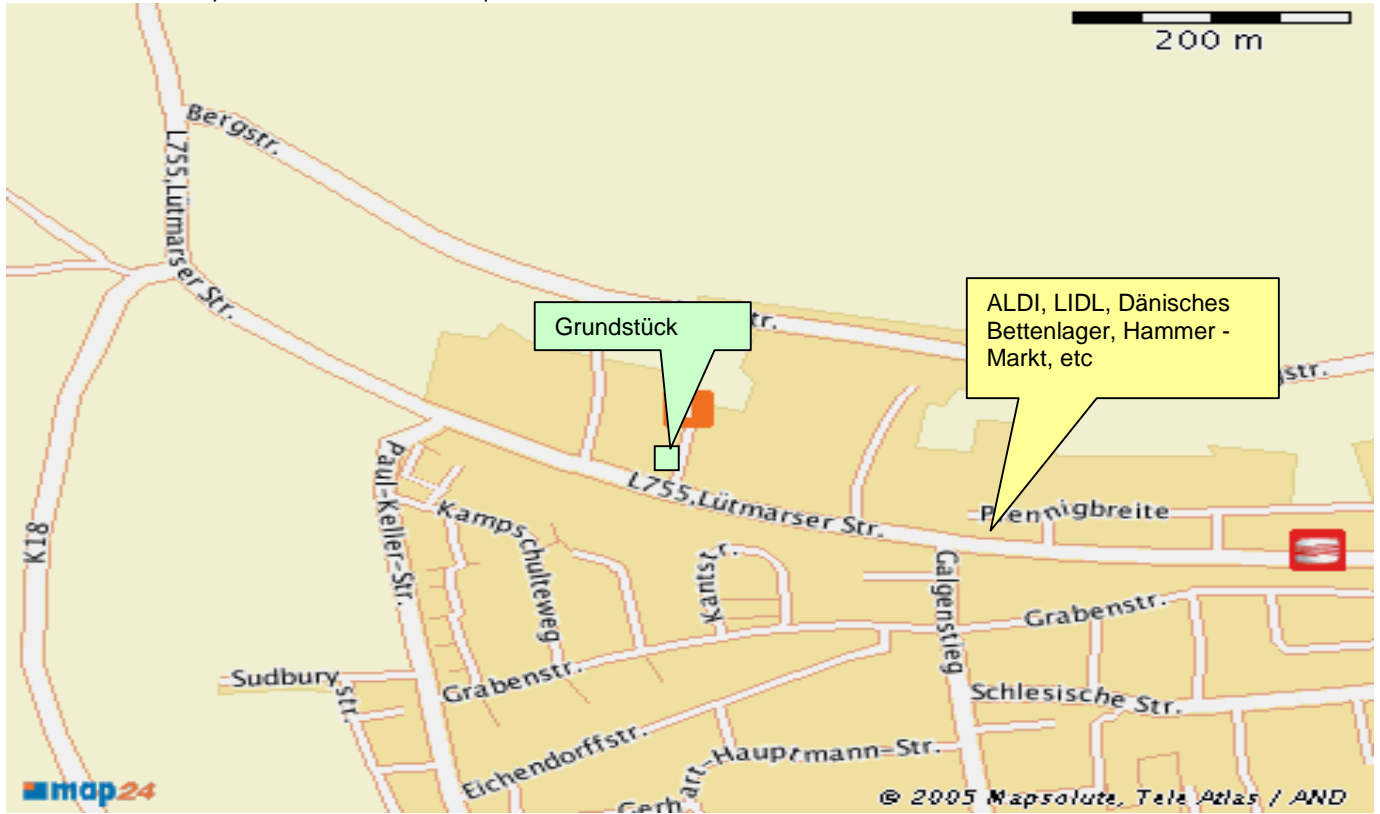 200 m
Bergstr.
L755,Lütmarser Str.
tr.
Grundstück
ALDI, LIDL, Dänisches
Bettenlager, Hammer -
Markt, etc
str.
L755,Lütmarser Str.
Pfennigbreite
Paul-Keller-Str.
Kampschulteweg
K18
Kantstr.
Galgenstieg
Grabenstr.
Grabenstr.
Sudbury str.
Schlesische Str.
Eichendorffstr.
Gerhart-Hauptmann-Str.
map24
© 2005 Mapsolute, Tele Atlas / AND